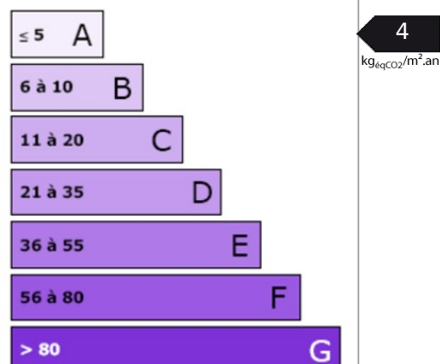 ≤ 5 A
4
kgéqCO2/m².an
6 à 10 B
11 à 20 C
21 à 35 D
36 à 55 E
56 à 80 F
> 80 G